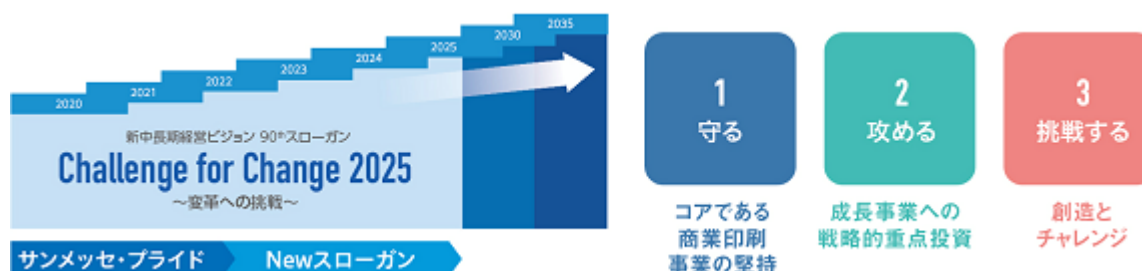 2020
2021
2022
2023
2024
2025
2030
2035
新中長期経営ビジョン 90thスローガン
Challenge for Change 2025
～変革への挑戦～
サンメッセ・プライド
Newスローガン
1
守る
コアである
商業印刷
事業の堅持
2
攻める
成長事業への
戦略的重点投資
3
挑戦する
創造と
チャレンジ